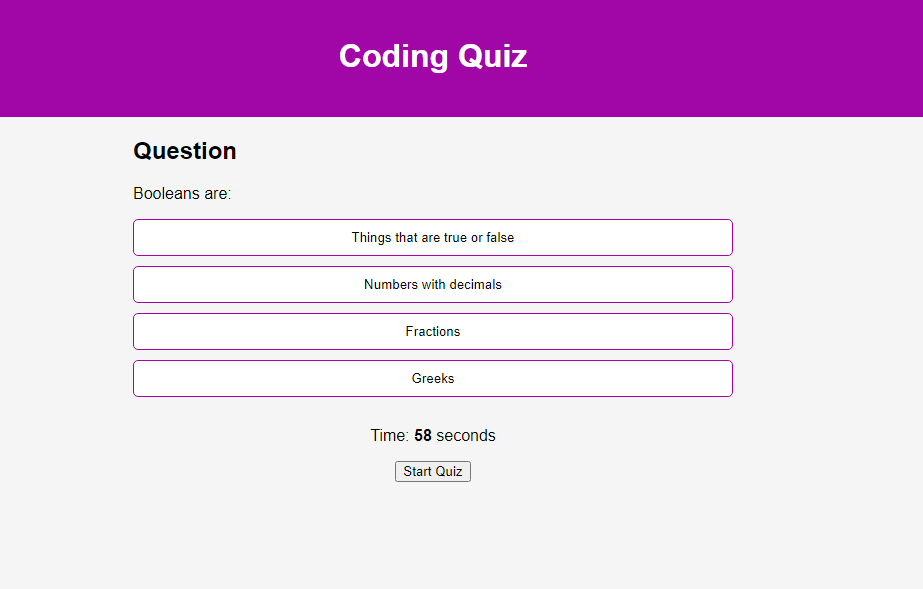 Coding Quiz
Question
Booleans are:
Things that are true or false
Numbers with decimals
Fractions
Greeks
Time: 58 seconds
Start Quiz